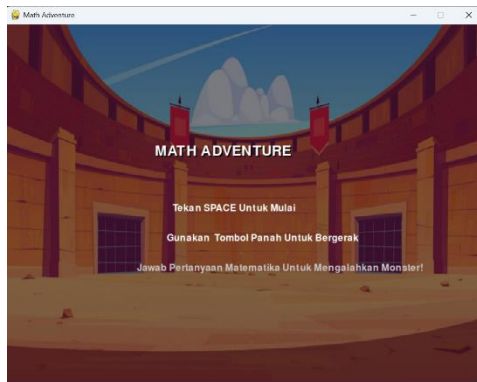 Math Adventure
MATH ADVENTURE
Tekan SPACE Untuk Mulai
Gunakan Tombol Panah Untuk Bergerak
Jawab Pertanyaan Matematika Untuk Mengalahkan Monster!